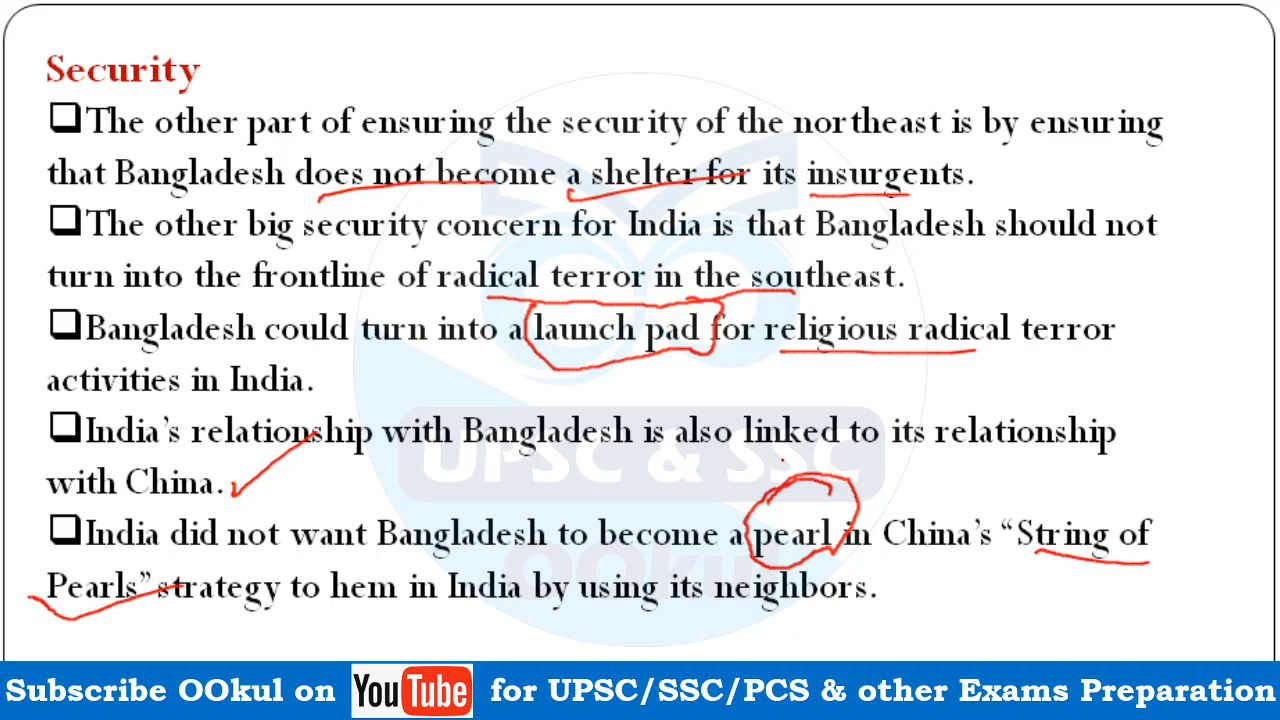 Security
❑The other part of ensuring the security of the northeast is by ensuring
that Bangladesh does not become a shelter for its insurgents.
❑The other big security concern for India is that Bangladesh should not
turn into the frontline of radical terror in the southeast.
❑Bangladesh could turn into a launch pad for religious radical terror
activities in India.
❑India's relationship with Bangladesh is also linked to its relationship
with China.
❑India did not want Bangladesh to become a pearl in China's “String of
Pearls” strategy to hem in India by using its neighbors.
UPSC & SSC
OOkul
Subscribe OOkul on YouTube for UPSC/SSC/PCS & other Exams Preparation